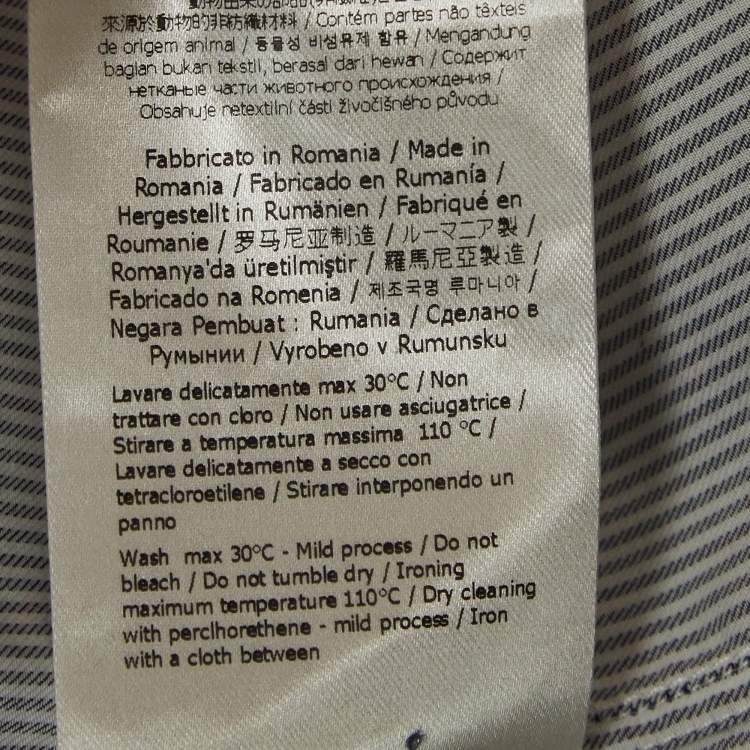 來源於動物的非紡織材料 / Contém partes não têxteis
de origem animal / 동물성 비섬유제 함유 / Mengandung
bagian bukan tekstil, berasal dari hewan / Содержит
нетканые части животного происхождения /
Obsahuje netextilní části živočišného původu
Fabbricato in Romania / Made in
Romania / Fabricado en Rumanía /
Hergestellt in Rumänien / Fabriqué en
Roumanie / 罗马尼亚制造 / ルーマニア製 /
Romanya'da üretilmiştir / 羅馬尼亞製造 /
Fabricado na Romenia / 제조국명 루마니아 /
Negara Pembuat : Rumania / Сделано в
Румынии / Vyrobeno v Rumunsku
Lavare delicatamente max 30°C / Non
trattare con cloro / Non usare asciugatrice /
Stirare a temperatura massima 110 °C /
Lavare delicatamente a secco con
tetracloroetilene / Stirare interponendo un
panno
Wash max 30°C - Mild process / Do not
bleach / Do not tumble dry / Ironing
maximum temperature 110°C / Dry cleaning
with perclhorethene - mild process / Iron
with a cloth between